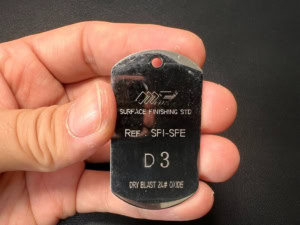 SURFACE FINISHING STD
REF : SPI-SPE
D3
DRY BLAST 24# OXIDE